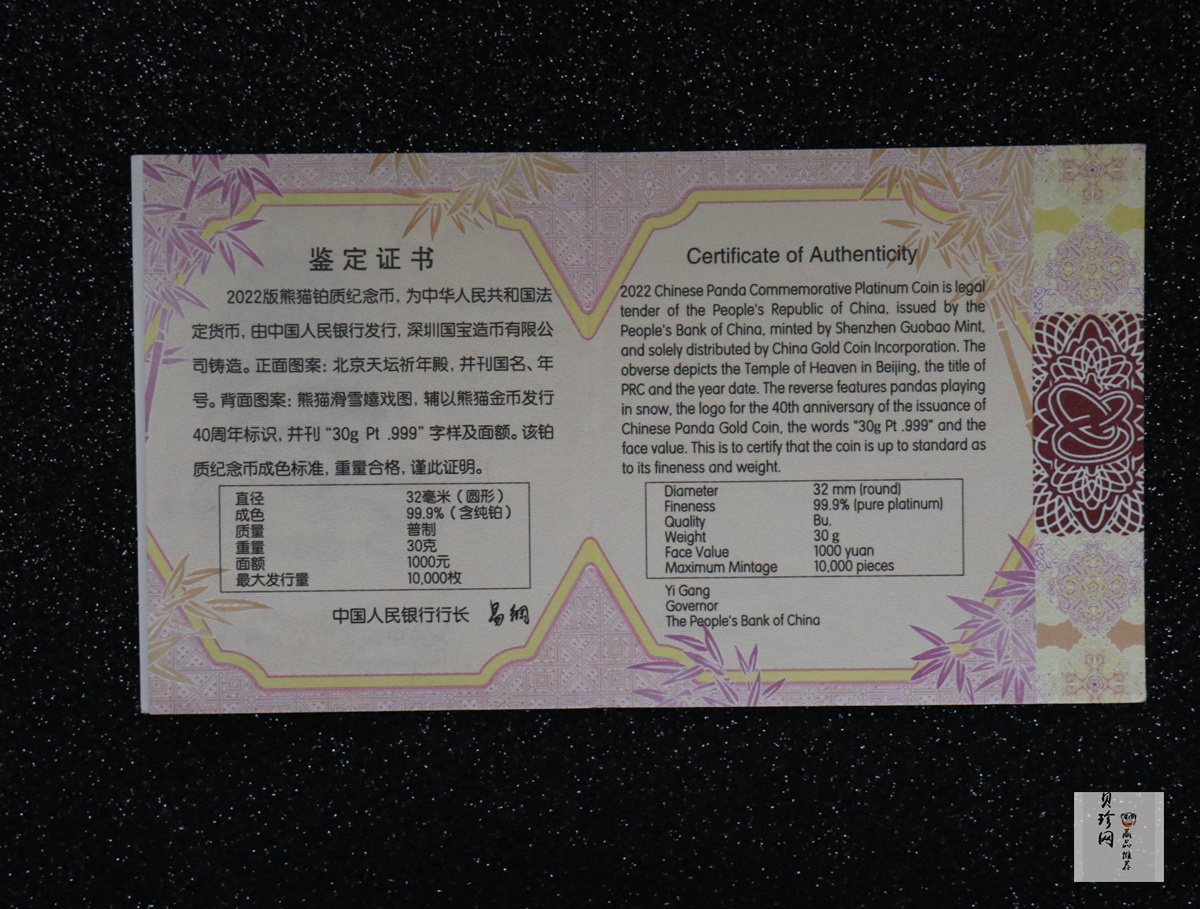 鉴定证书
2022版熊猫铂质纪念币，为中华人民共和国法
定货币，由中国人民银行发行，深圳国宝造币有限公
司铸造。正面图案：北京天坛祈年殿，并刊国名、年
号。背面图案：熊猫滑雪嬉戏图，辅以熊猫金币发行
40周年标识，并刊“30g Pt .999”字样及面额。该铂
质纪念币成色标准，重量合格，谨此证明。
直径 32毫米（圆形）
成色 99.9%（含纯铂）
质量 普制
重量 30克
面额 1000元
最大发行量 10,000枚
中国人民银行行长 易纲
Certificate of Authenticity
2022 Chinese Panda Commemorative Platinum Coin is legal
tender of the People's Republic of China, issued by the
People's Bank of China, minted by Shenzhen Guobao Mint,
and solely distributed by China Gold Coin Incorporation. The
obverse depicts the Temple of Heaven in Beijing, the title of
PRC and the year date. The reverse features pandas playing
in snow, the logo for the 40th anniversary of the issuance of
Chinese Panda Gold Coin, the words "30g Pt .999" and the
face value. This is to certify that the coin is up to standard as
to its fineness and weight.
Diameter 32 mm (round)
Fineness 99.9% (pure platinum)
Quality Bu.
Weight 30 g
Face Value 1000 yuan
Maximum Mintage 10,000 pieces
Yi Gang
Governor
The People's Bank of China
贝珍网
藏品推荐